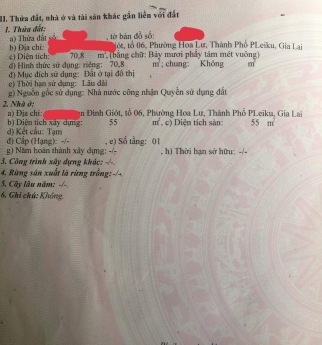 II. Thửa đất, nhà ở và tài sản khác gắn liền với đất
1. Thửa đất:
a) Thửa đất số: , tờ bản đồ số:
b) Địa chỉ: Giót, tổ 06, Phường Hoa Lư, Thành Phố PLeiku, Gia Lai
c) Diện tích: 70,8 m², (bằng chữ: Bảy mươi phẩy tám mét vuông)
d) Hình thức sử dụng: riêng: 70,8 m²; chung: Không m²
đ) Mục đích sử dụng: Đất ở tại đô thị
e) Thời hạn sử dụng: Lâu dài
g) Nguồn gốc sử dụng: Nhà nước công nhận Quyền sử dụng đất
2. Nhà ở:
a) Địa chỉ: n Đình Giót, tổ 06, Phường Hoa Lư, Thành Phố PLeiku, Gia Lai
b) Diện tích xây dựng: 55 m², c) Diện tích sàn: 55 m²
d) Kết cấu: Tạm
đ) Cấp (Hạng): -/- , e) Số tầng: 01
g) Năm hoàn thành xây dựng: -/- , h) Thời hạn sở hữu: -/-
3. Công trình xây dựng khác: -/-
4. Rừng sản xuất là rừng trồng: -/-
5. Cây lâu năm: -/-
6. Ghi chú: Không.